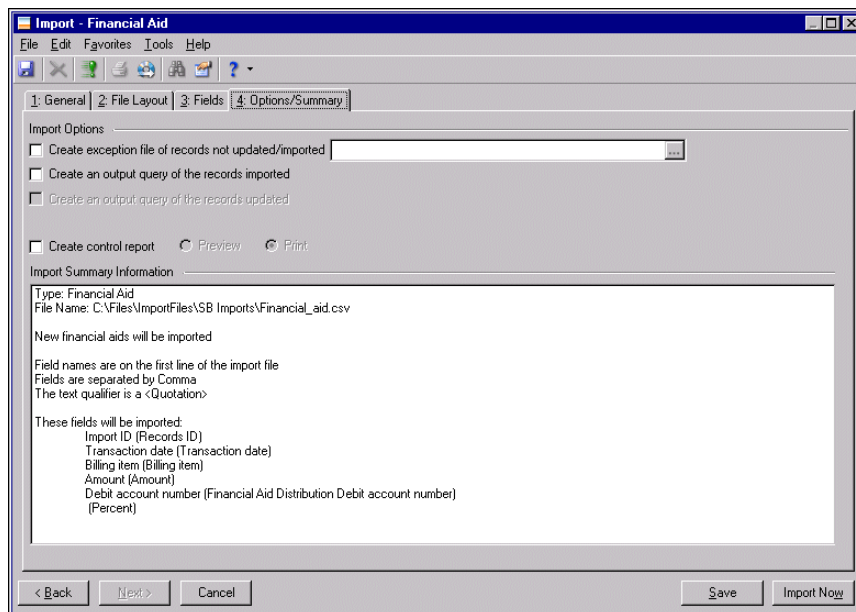 Import - Financial Aid
File Edit Favorites Tools Help
?
1: General 2: File Layout 3: Fields 4: Options/Summary
Import Options
Create exception file of records not updated/imported ...
Create an output query of the records imported
Create an output query of the records updated
Create control report Preview Print
Import Summary Information
Type: Financial Aid
File Name: C:\Files\ImportFiles\SB Imports\Financial_aid.csv
New financial aids will be imported
Field names are on the first line of the import file
Fields are separated by Comma
The text qualifier is a <Quotation>
These fields will be imported:
Import ID (Records ID)
Transaction date (Transaction date)
Billing item (Billing item)
Amount (Amount)
Debit account number (Financial Aid Distribution Debit account number)
(Percent)
< Back Next > Cancel Save Import Now